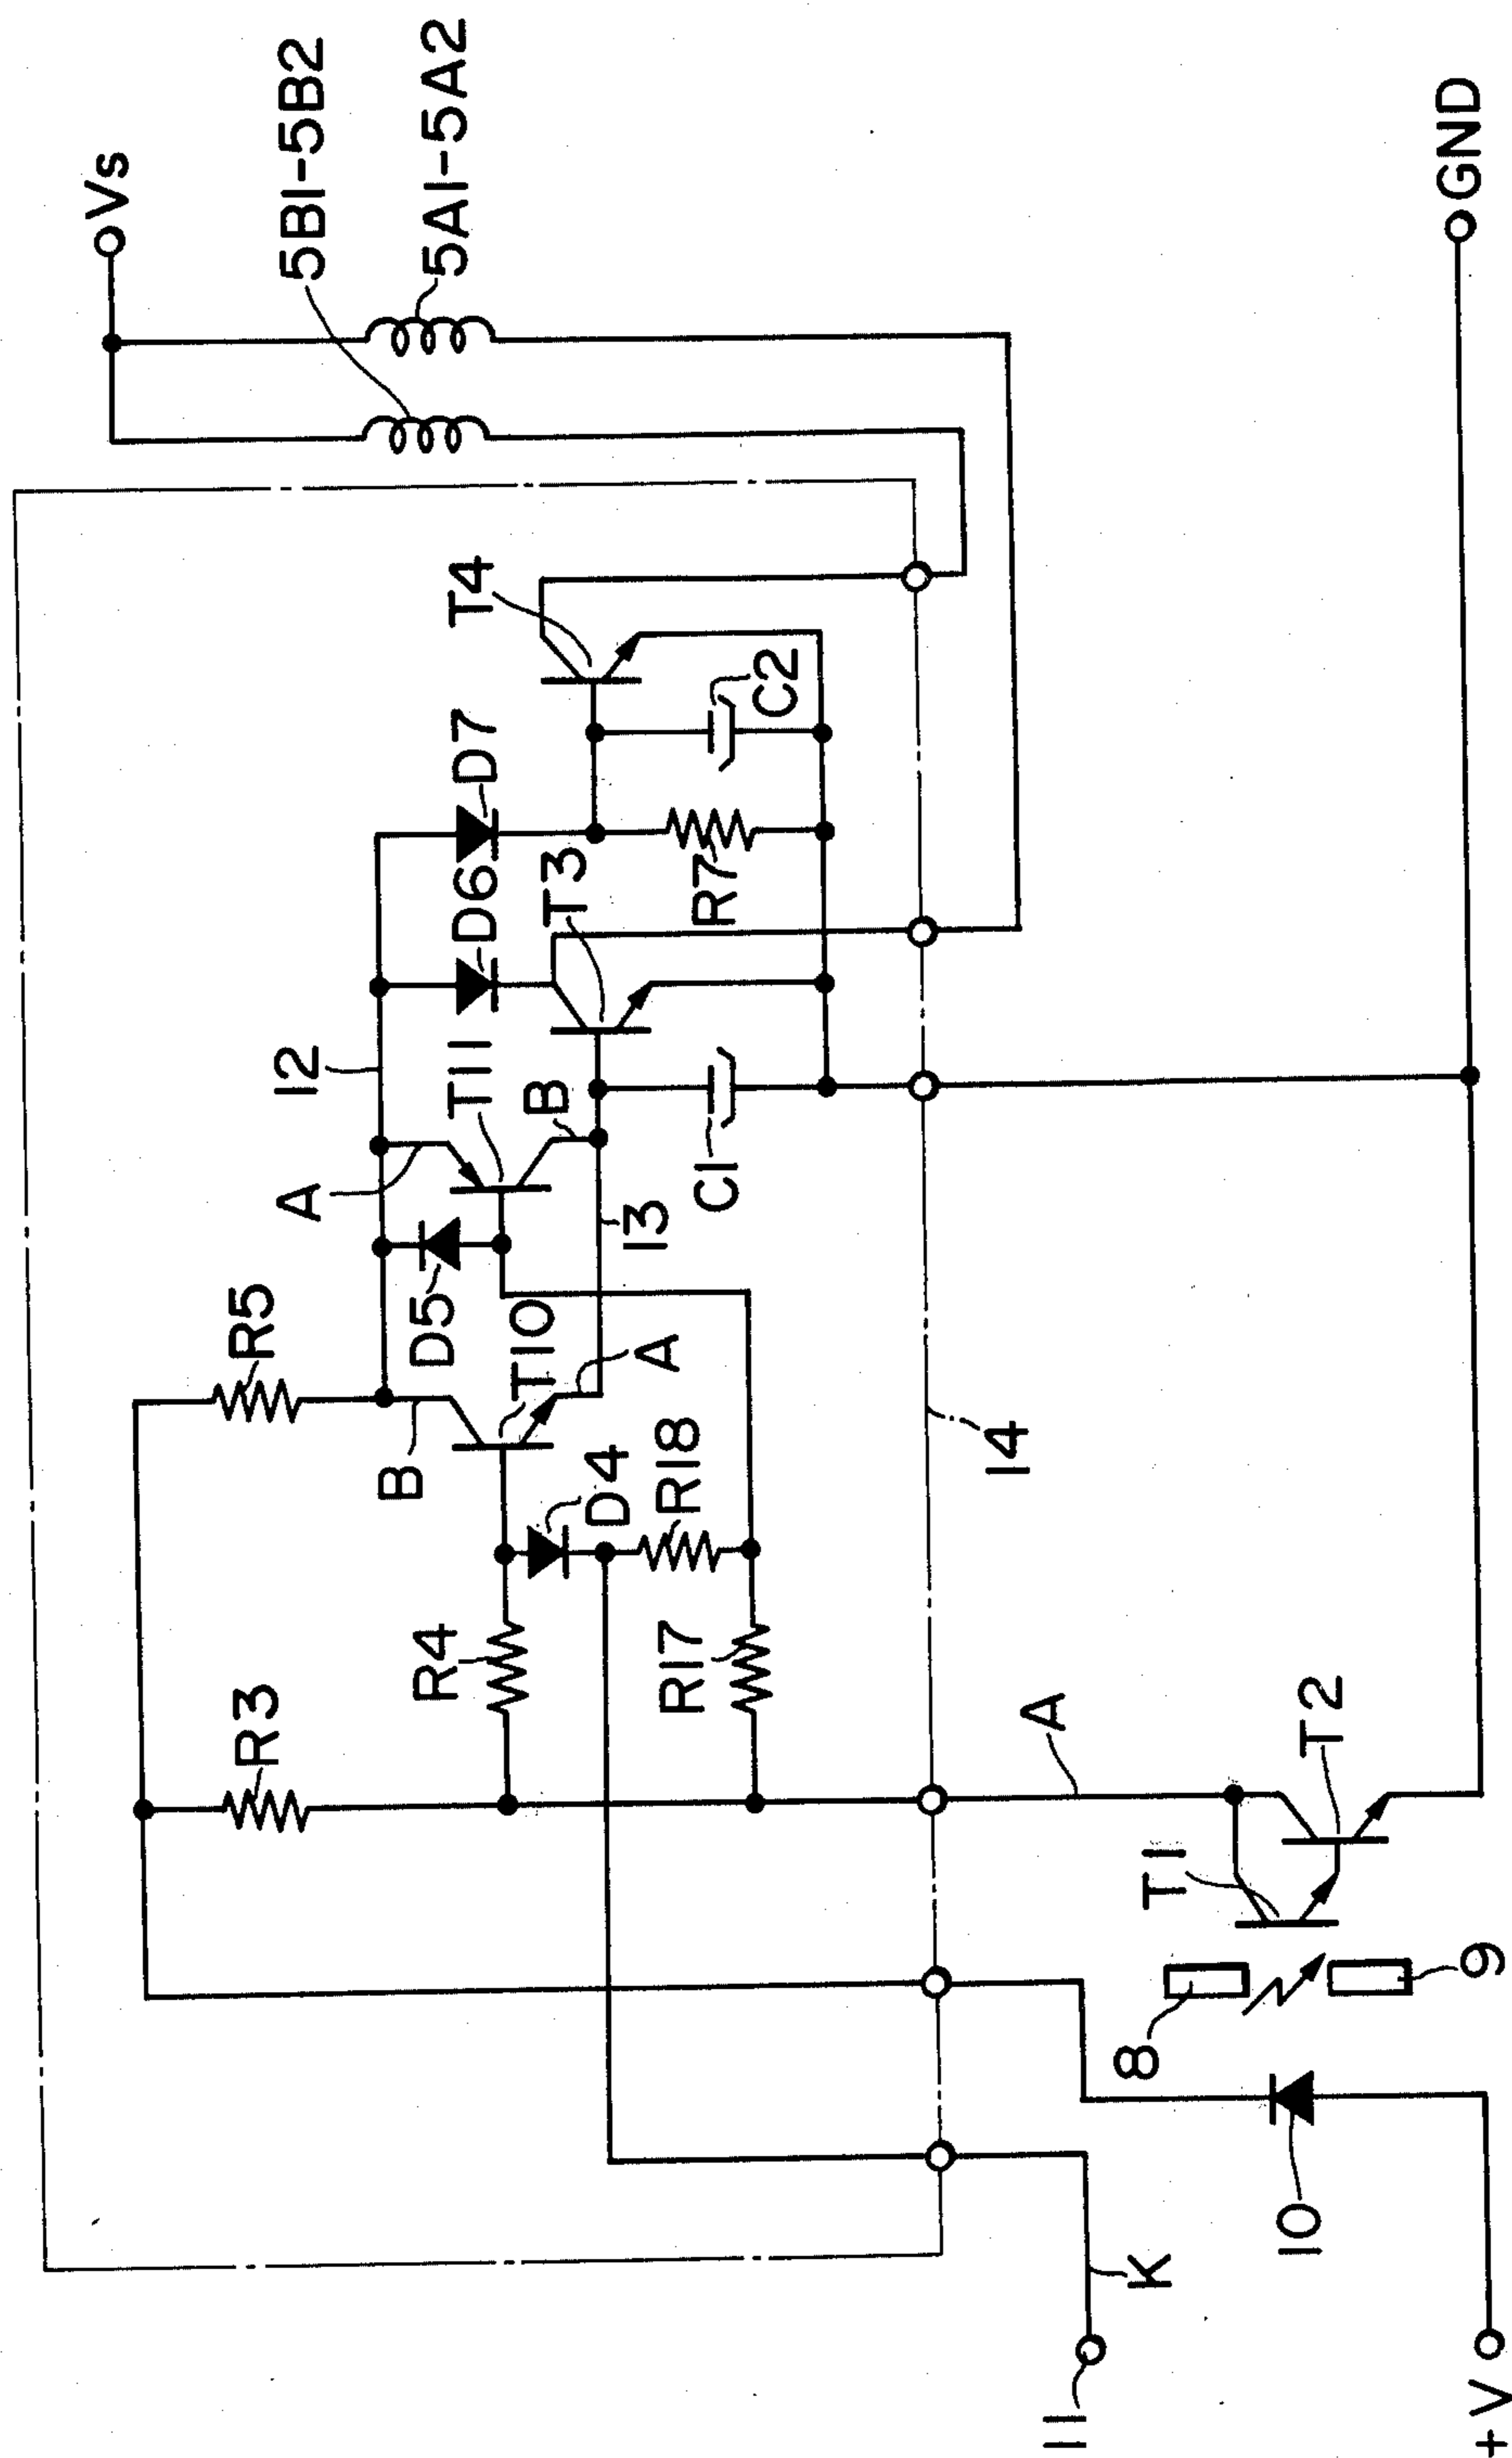 Vs
5B1-5B2
5A1-5A2
GND
T4
C2
D7
D6
T3
R7
12
T11
B
A
C1
13
R5
D5
T10
A
B
D4
R18
14
R3
R4
R17
A
T2
T1
8
9
10
K
11
+V